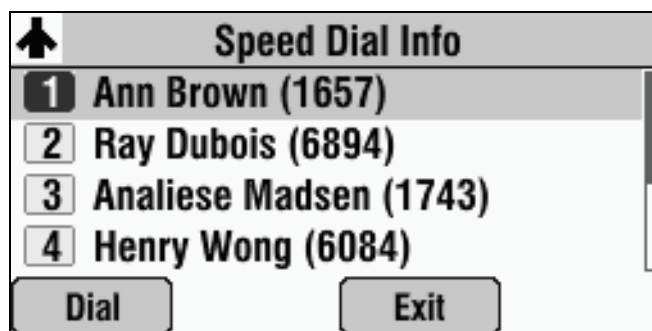 Speed Dial Info
1 Ann Brown (1657)
2 Ray Dubois (6894)
3 Analiese Madsen (1743)
4 Henry Wong (6084)
Dial Exit